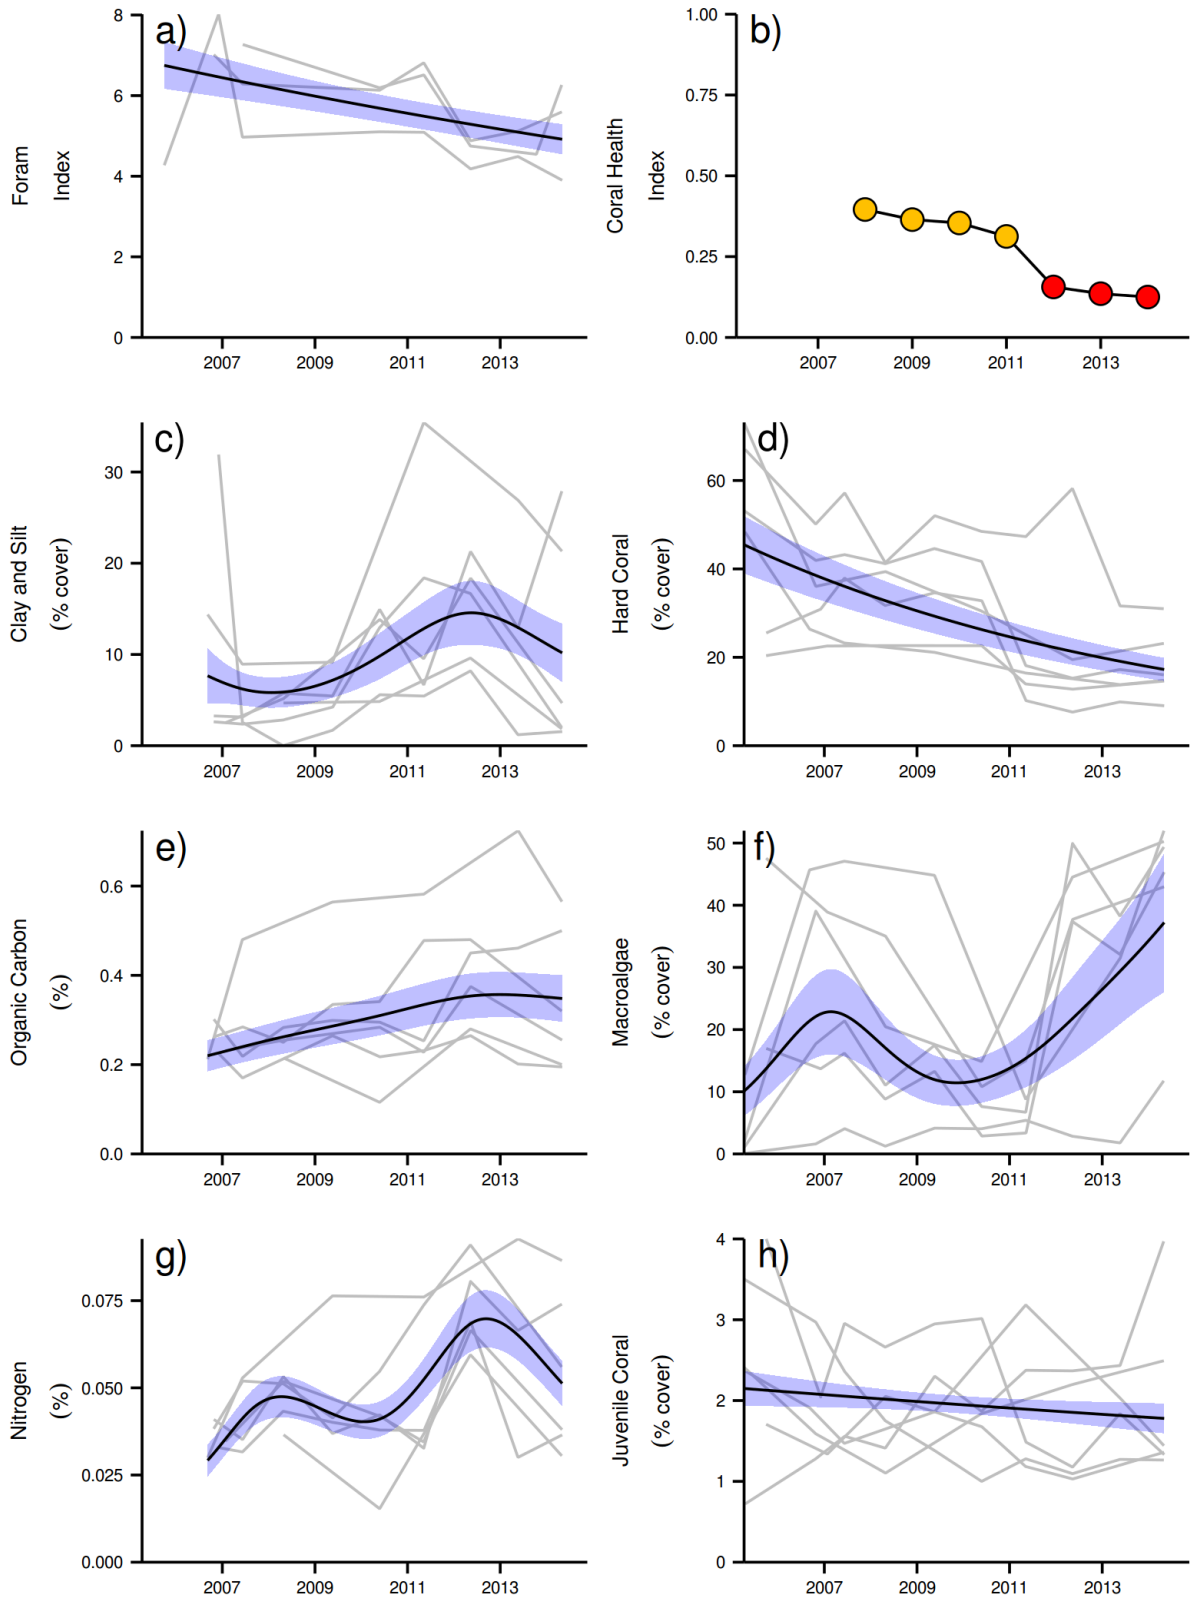 a)
Foram
Index
8
6
4
2
0
2007 2009 2011 2013
b)
Coral Health
Index
1.00
0.75
0.50
0.25
0.00
2007 2009 2011 2013
c)
Clay and Silt
(% cover)
30
20
10
0
2007 2009 2011 2013
d)
Hard Coral
(% cover)
60
40
20
0
2007 2009 2011 2013
e)
Organic Carbon
(%)
0.6
0.4
0.2
0.0
2007 2009 2011 2013
f)
Macroalgae
(% cover)
50
40
30
20
10
0
2007 2009 2011 2013
g)
Nitrogen
(%)
0.075
0.050
0.025
0.000
2007 2009 2011 2013
h)
Juvenile Coral
(% cover)
4
3
2
1
0
2007 2009 2011 2013